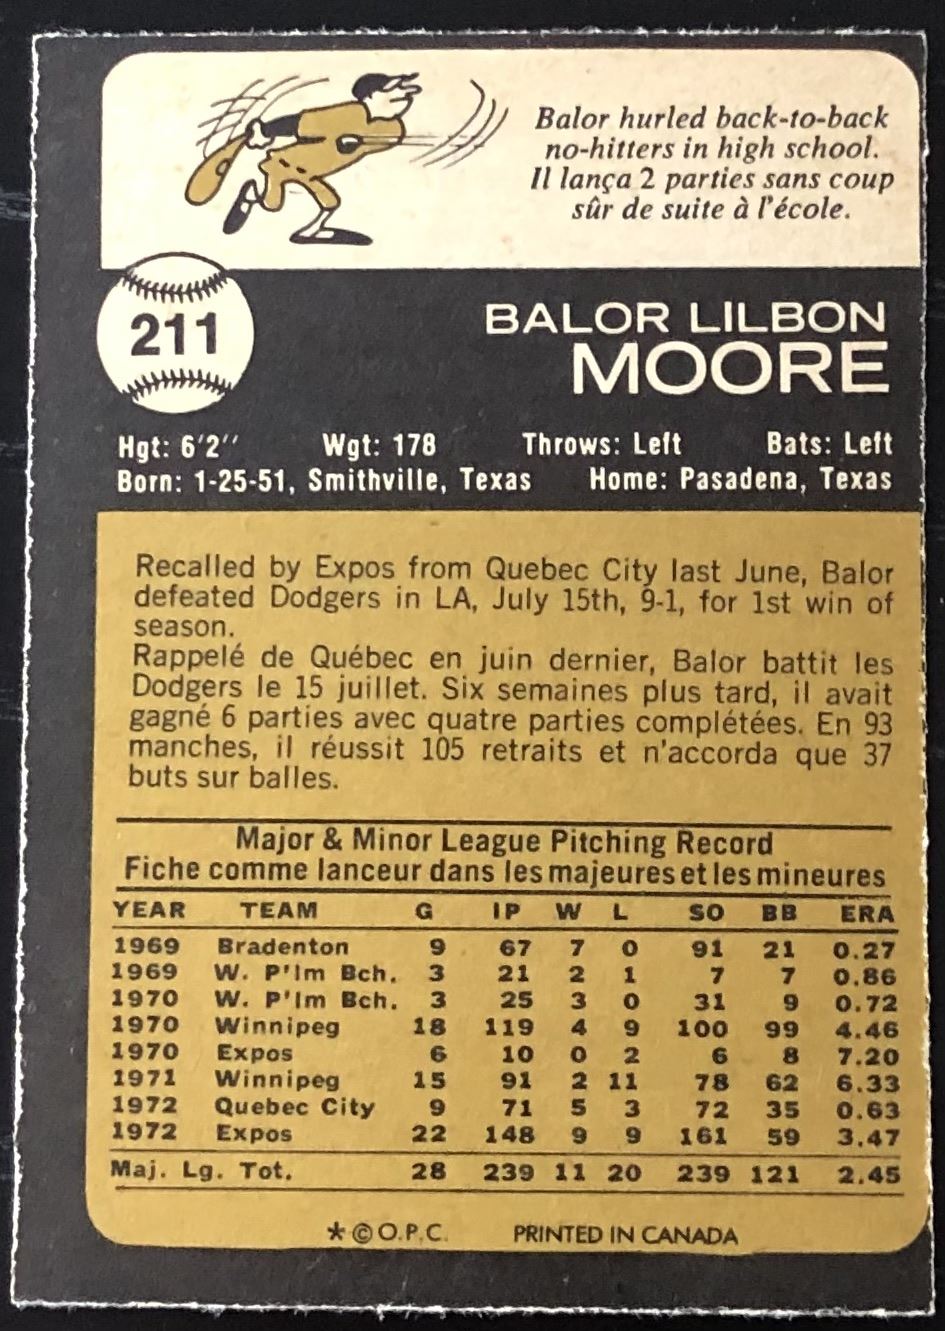 Balor hurled back-to-back
no-hitters in high school.
Il lança 2 parties sans coup
sûr de suite à l'école.
211
BALOR LILBON
MOORE
Hgt: 6'2'' Wgt: 178 Throws: Left Bats: Left
Born: 1-25-51, Smithville, Texas Home: Pasadena, Texas
Recalled by Expos from Quebec City last June, Balor
defeated Dodgers in LA, July 15th, 9-1, for 1st win of
season.
Rappelé de Québec en juin dernier, Balor battit les
Dodgers le 15 juillet. Six semaines plus tard, il avait
gagné 6 parties avec quatre parties complétées. En 93
manches, il réussit 105 retraits et n'accorda que 37
buts sur balles.
Major & Minor League Pitching Record
Fiche comme lanceur dans les majeures et les mineures
YEAR TEAM G IP W L SO BB ERA
1969 Bradenton 9 67 7 0 91 21 0.27
1969 W. P'lm Bch. 3 21 2 1 7 7 0.86
1970 W. P'lm Bch. 3 25 3 0 31 9 0.72
1970 Winnipeg 18 119 4 9 100 99 4.46
1970 Expos 6 10 0 2 6 8 7.20
1971 Winnipeg 15 91 2 11 78 62 6.33
1972 Quebec City 9 71 5 3 72 35 0.63
1972 Expos 22 148 9 9 161 59 3.47
Maj. Lg. Tot. 28 239 11 20 239 121 2.45
* © O.P.C. PRINTED IN CANADA